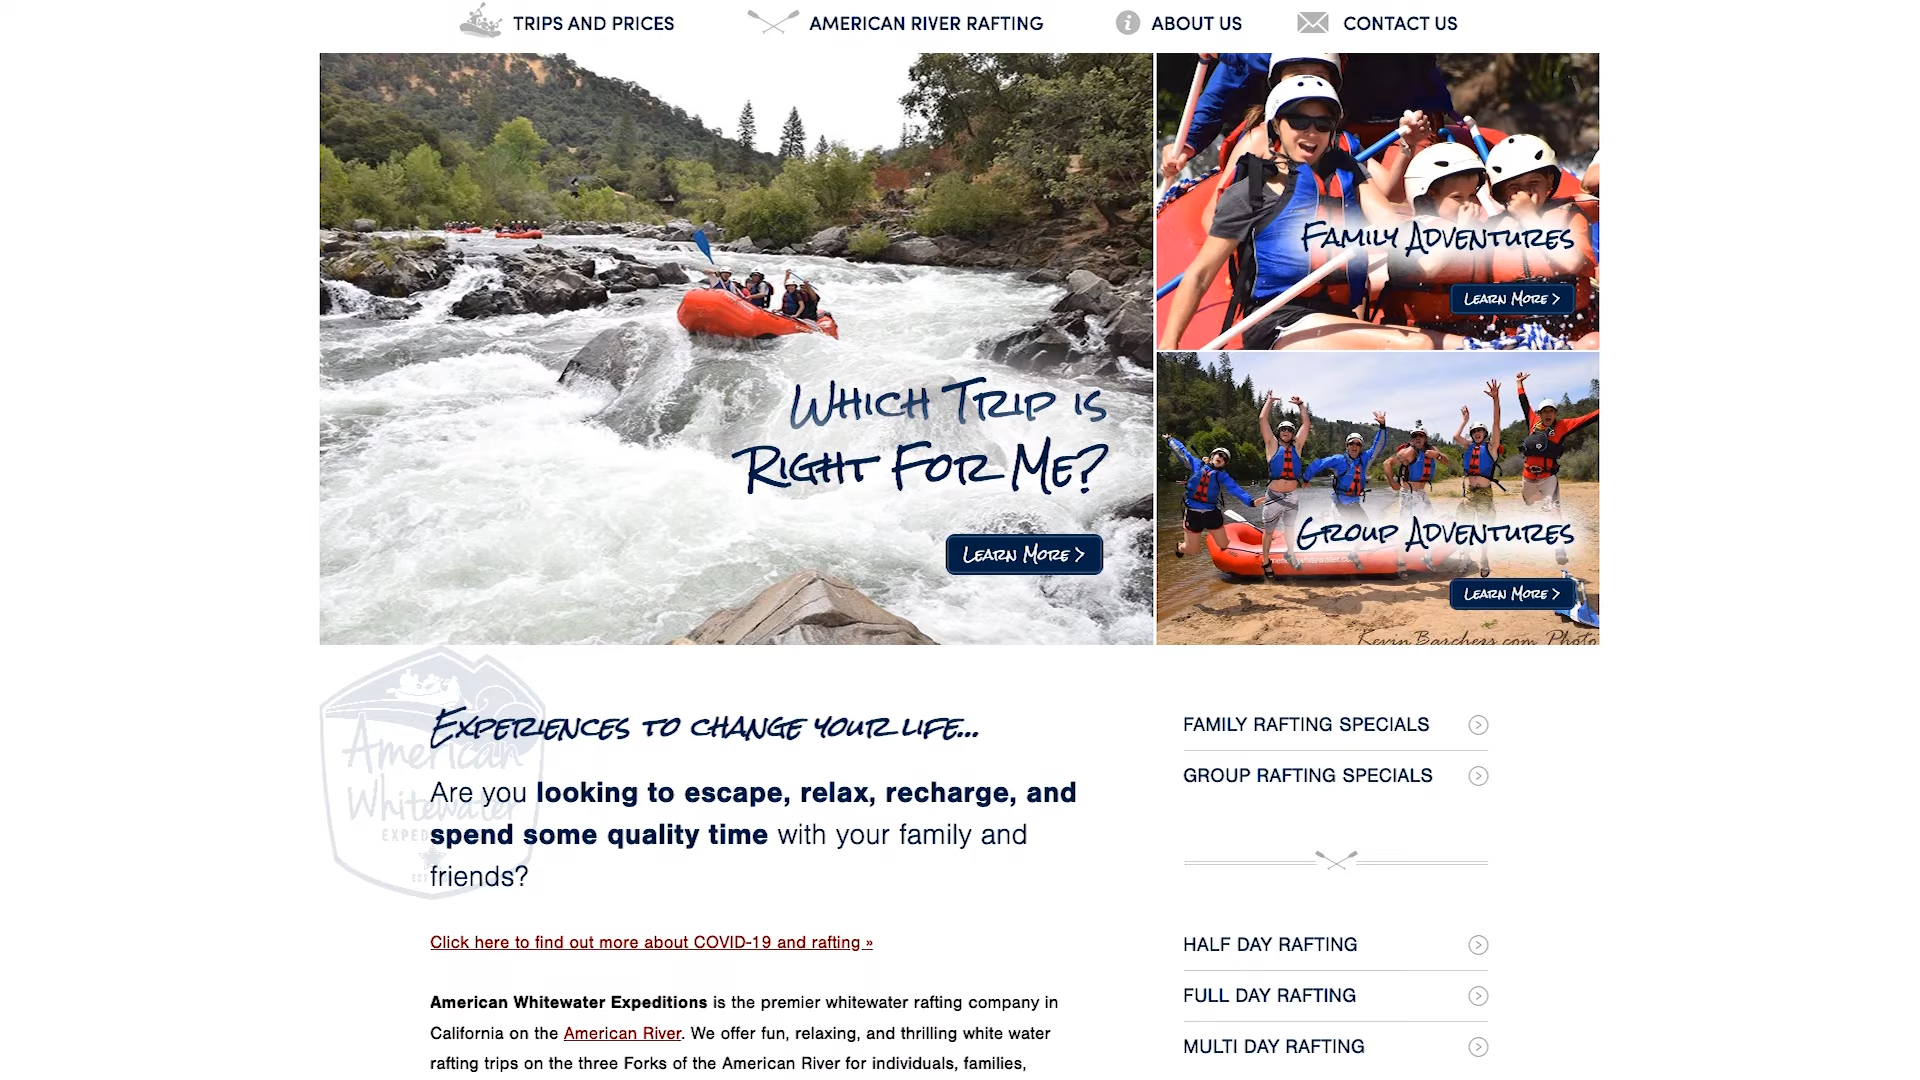 TRIPS AND PRICES
AMERICAN RIVER RAFTING
ABOUT US
CONTACT US
Which Trip is
Right For Me?
Learn More >
Family Adventures
Learn More >
Group Adventures
Learn More >
Kevin Barchers.com Photo
American
Whitewater
EXPED
EST
Experiences to change your life...
Are you looking to escape, relax, recharge, and
spend some quality time with your family and
friends?
Click here to find out more about COVID-19 and rafting »
American Whitewater Expeditions is the premier whitewater rafting company in
California on the American River. We offer fun, relaxing, and thrilling white water
rafting trips on the three Forks of the American River for individuals, families,
FAMILY RAFTING SPECIALS
GROUP RAFTING SPECIALS
HALF DAY RAFTING
FULL DAY RAFTING
MULTI DAY RAFTING